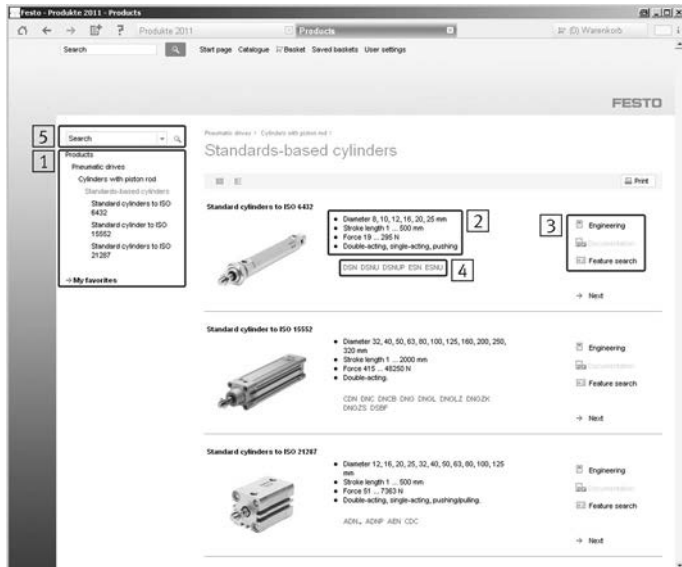 Festo - Produkte 2011 - Products
Produkte 2011
Products
(0) Warenkorb
Search
Start page Catalogue Basket Saved baskets User settings
FESTO
5
Search
1
Products
Pneumatic drives
Cylinders with piston rod
Standards-based cylinders
Standard cylinders to ISO
6432
Standard cylinder to ISO
15552
Standard cylinders to ISO
21287
→ My favorites
Pneumatic drives › Cylinders with piston rod ›
Standards-based cylinders
Print
Standard cylinders to ISO 6432
• Diameter 8, 10, 12, 16, 20, 25 mm
• Stroke length 1 ... 500 mm
• Force 19 ... 295 N
• Double-acting, single-acting, pushing
2
DSN DSNU DSNUP ESN ESNU
4
3
Engineering
Documentation
Feature search
→ Next
Standard cylinder to ISO 15552
• Diameter 32, 40, 50, 63, 80, 100, 125, 160, 200, 250,
320 mm
• Stroke length 1 ... 2000 mm
• Force 415 ... 48250 N
• Double-acting.
CDN DNC DNCB DNG DNGL DNGLZ DNGZK
DNGZS DSBF
Engineering
Documentation
Feature search
→ Next
Standard cylinders to ISO 21287
• Diameter 12, 16, 20, 25, 32, 40, 50, 63, 80, 100, 125
mm
• Stroke length 1 ... 500 mm
• Force 51 ... 7363 N
• Double-acting, single-acting, pushing/pulling.
ADN, ADNP AEN CDC
Engineering
Documentation
Feature search
→ Next